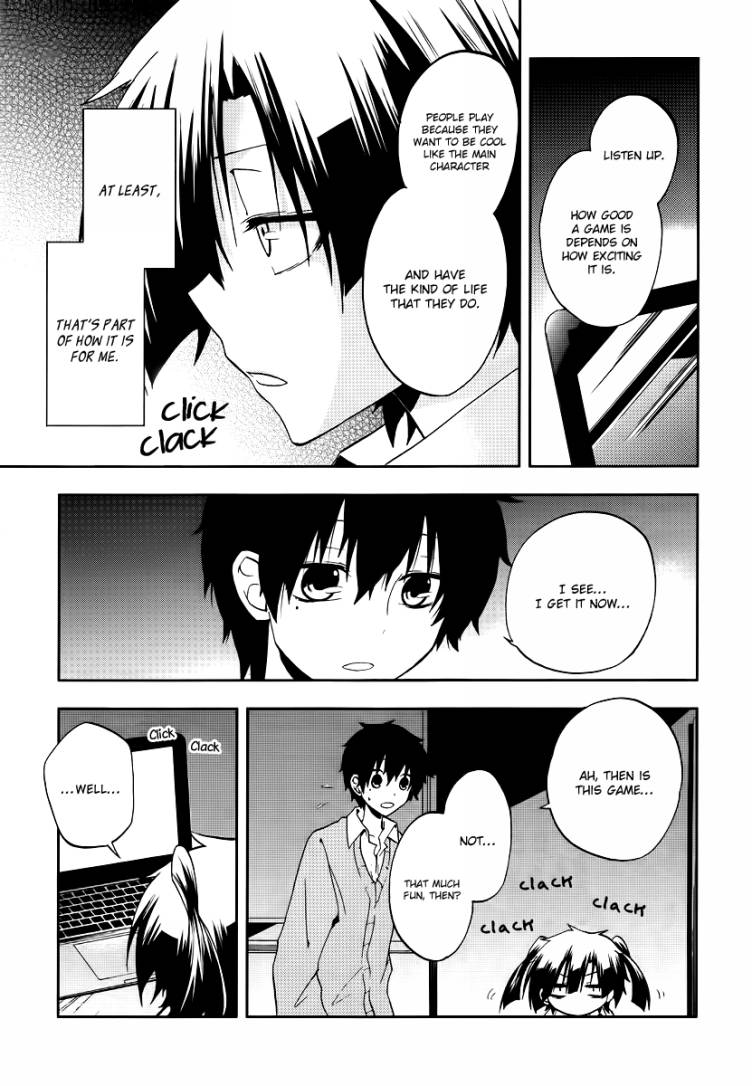 LISTEN UP.
HOW GOOD
A GAME IS
DEPENDS ON
HOW EXCITING
IT IS.
PEOPLE PLAY
BECAUSE THEY
WANT TO BE COOL
LIKE THE MAIN
CHARACTER
AND HAVE
THE KIND OF LIFE
THAT THEY DO.
AT LEAST,
THAT'S PART
OF HOW IT IS
FOR ME.
CLICK
CLACK
I SEE...
I GET IT NOW...
AH, THEN IS
THIS GAME...
NOT...
THAT MUCH
FUN, THEN?
CLACK
CLACK
CLACK
Click
Clack
...WELL...